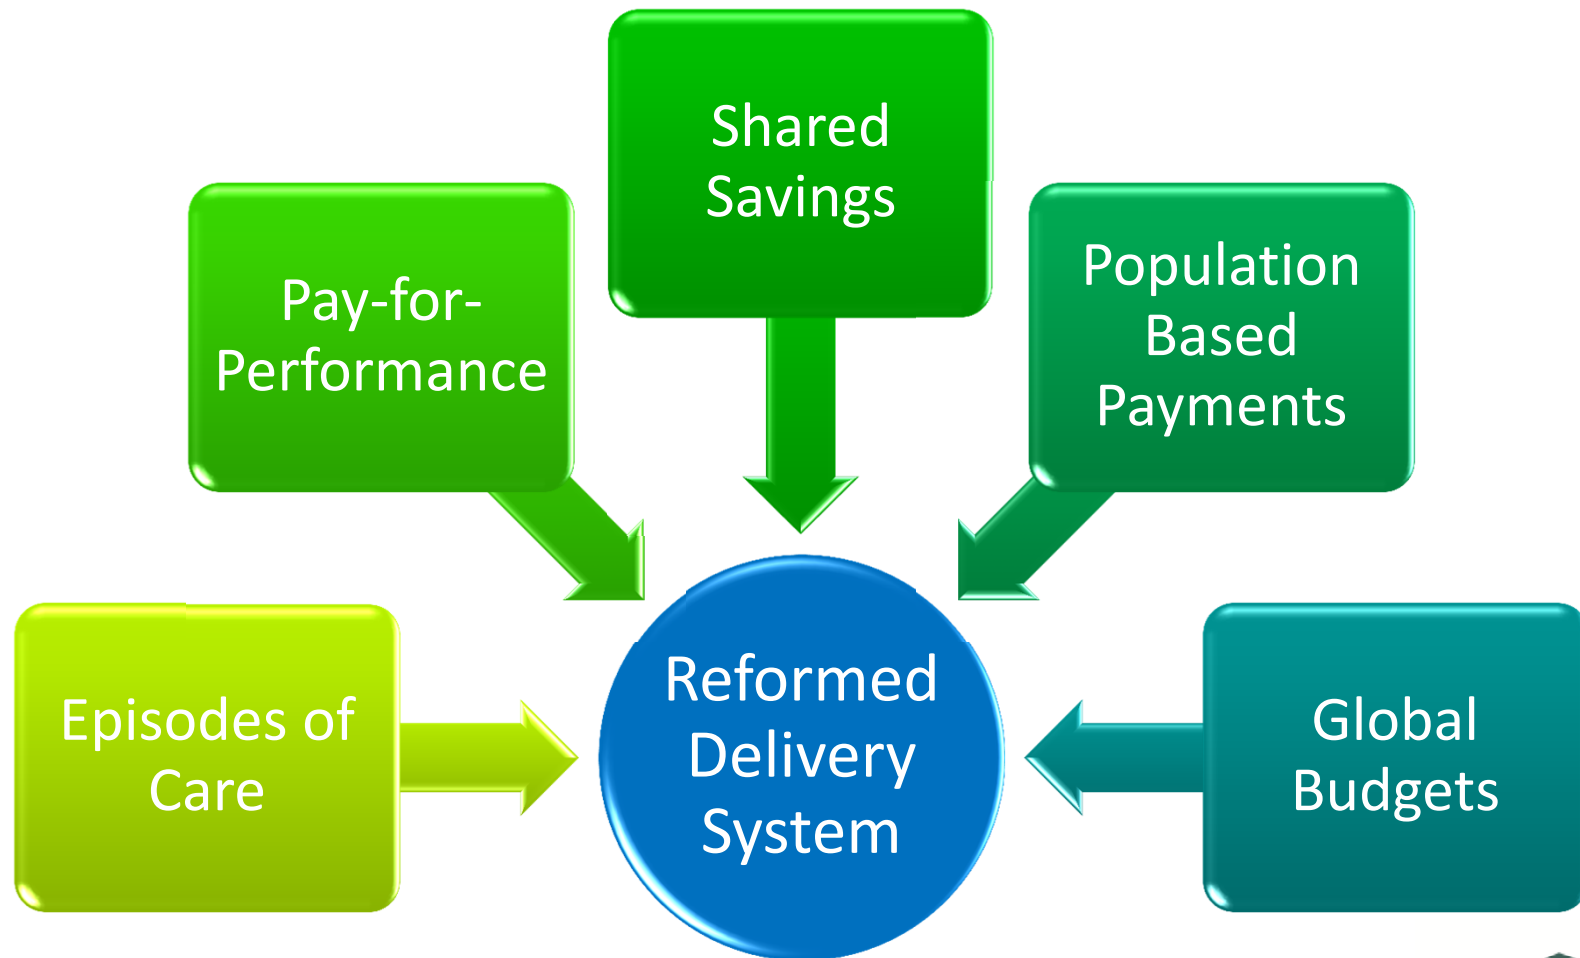 Shared
Savings
Pay-for-
Performance
Population
Based
Payments
Episodes of
Care
Reformed
Delivery
System
Global
Budgets